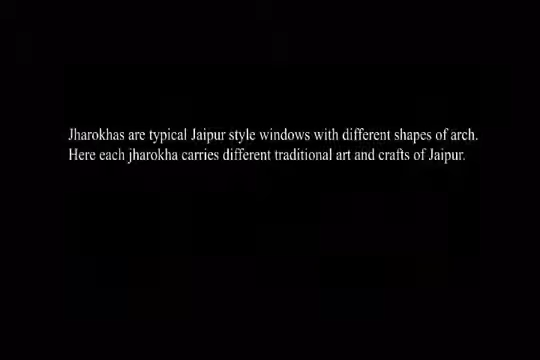 Jharokhas are typical Jaipur style windows with different shapes of arch.
Here each jharokha carries different traditional art and crafts of Jaipur.